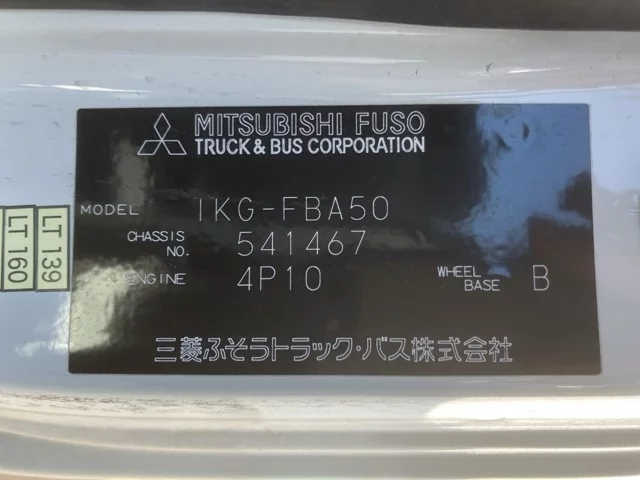 MITSUBISHI FUSO
TRUCK & BUS CORPORATION
MODEL TKG-FBA50
CHASSIS NO. 541467
ENGINE 4P10 WHEEL BASE B
三菱ふそうトラック・バス株式会社
LT 139
LT 160